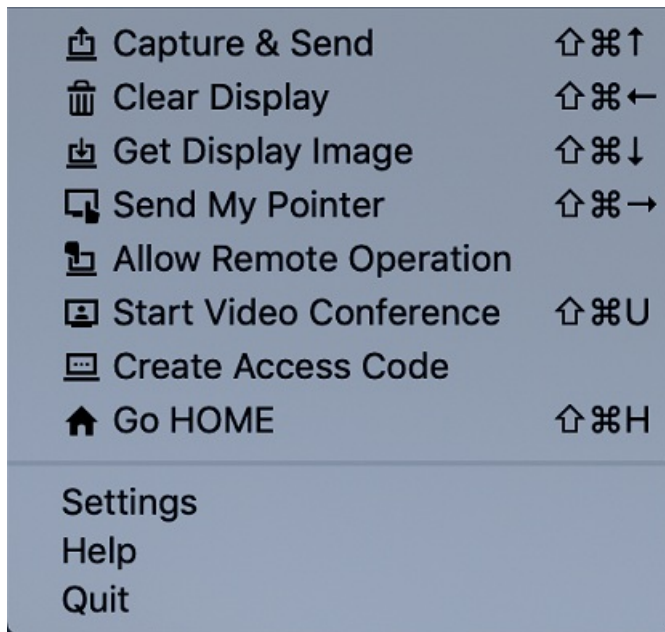 Capture & Send ⇧⌘↑
Clear Display ⇧⌘←
Get Display Image ⇧⌘↓
Send My Pointer ⇧⌘→
Allow Remote Operation
Start Video Conference ⇧⌘U
Create Access Code
Go HOME ⇧⌘H
Settings
Help
Quit